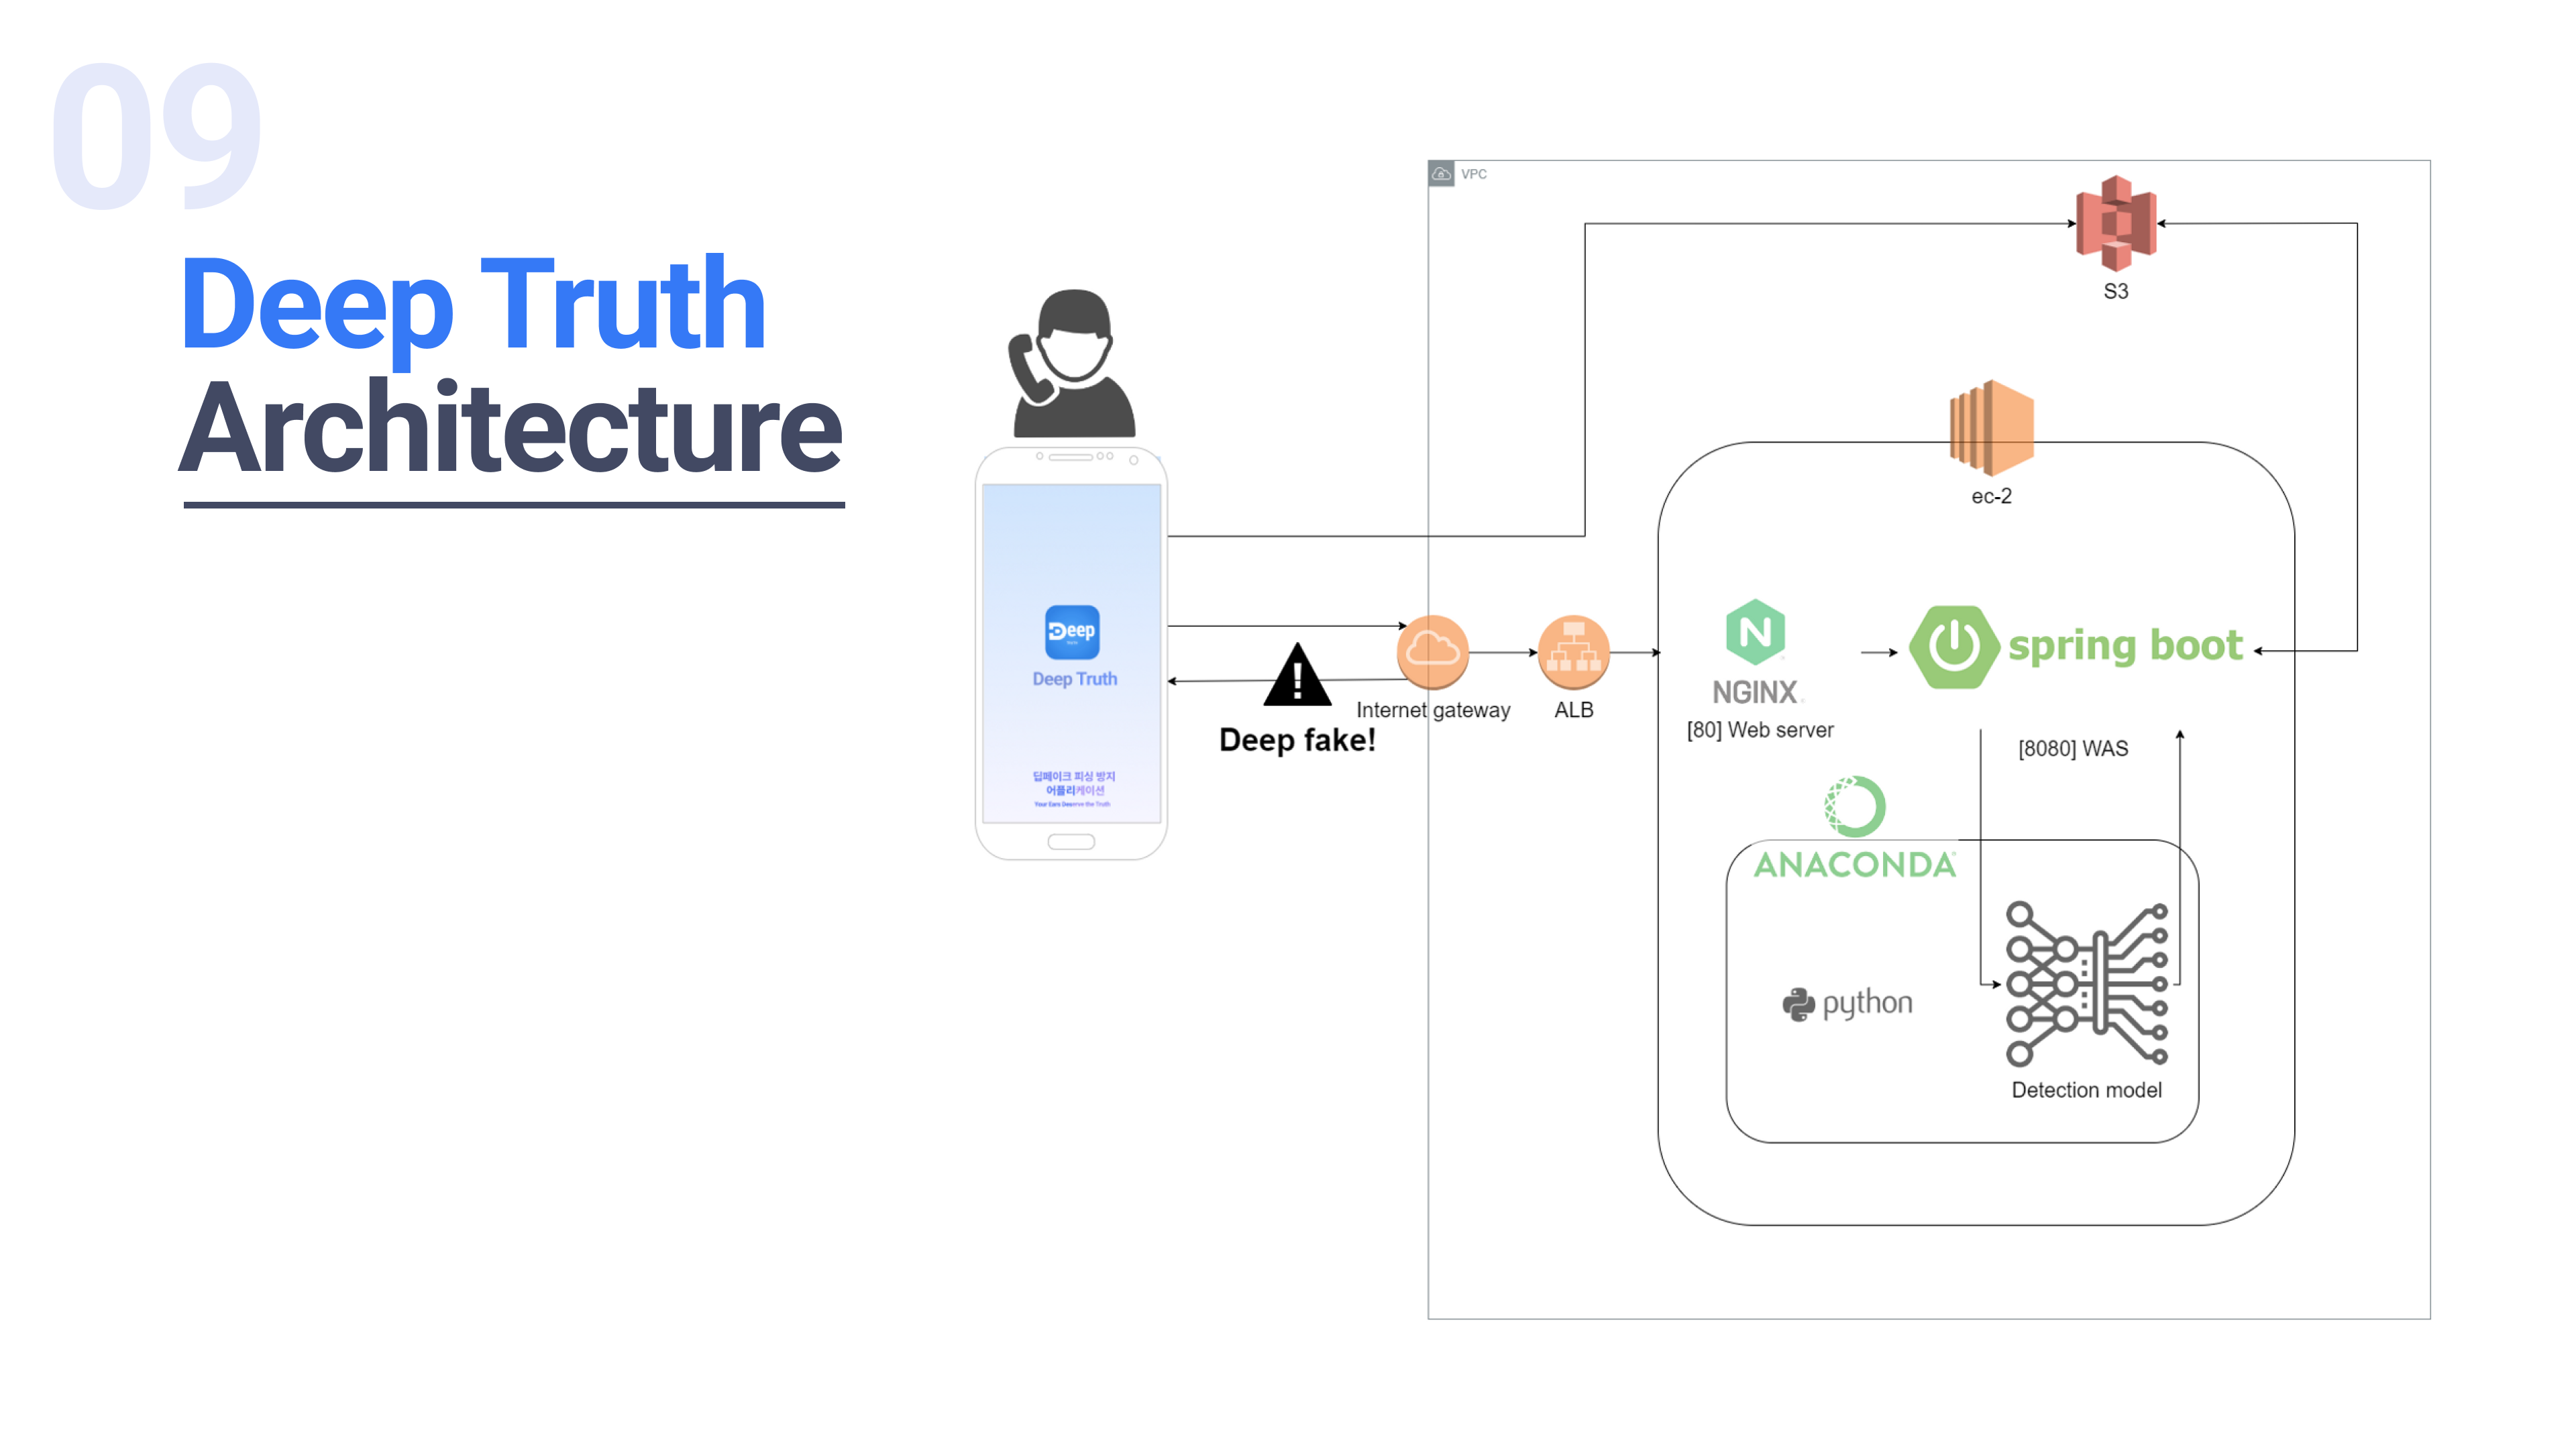 09
Deep Truth
Architecture
VPC
S3
ec-2
Deep
Deep Truth
딥페이크 피싱 방지
어플리케이션
Your Ears Deserve the Truth
Deep fake!
Internet gateway
ALB
NGINX
[80] Web server
spring boot
[8080] WAS
ANACONDA
python
Detection model